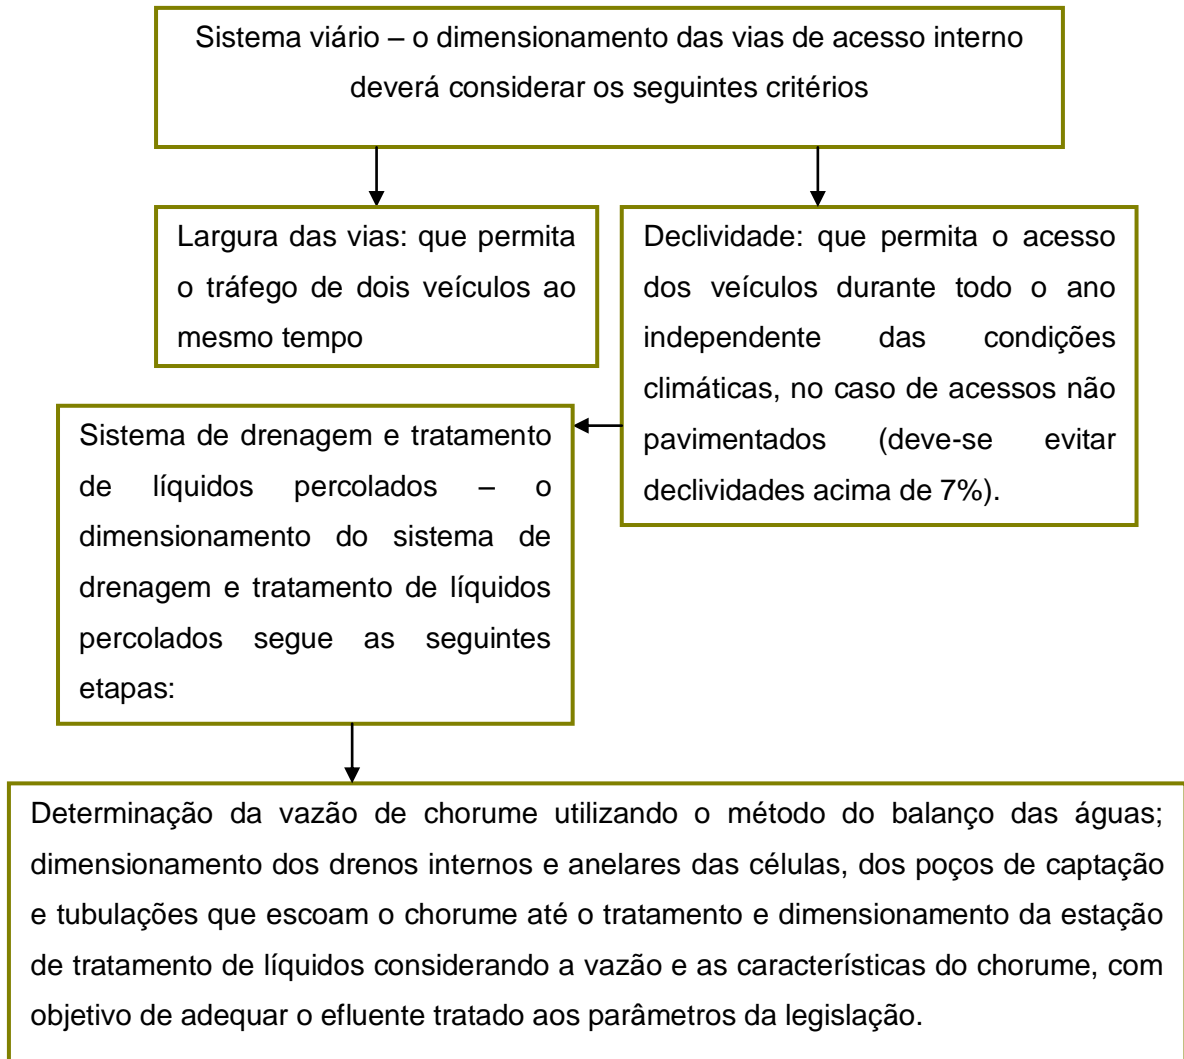 Sistema viário – o dimensionamento das vias de acesso interno
deverá considerar os seguintes critérios
Largura das vias: que permita
o tráfego de dois veículos ao
mesmo tempo
Declividade: que permita o acesso
dos veículos durante todo o ano
independente das condições
climáticas, no caso de acessos não
pavimentados (deve-se evitar
declividades acima de 7%).
Sistema de drenagem e tratamento
de líquidos percolados – o
dimensionamento do sistema de
drenagem e tratamento de líquidos
percolados segue as seguintes
etapas:
Determinação da vazão de chorume utilizando o método do balanço das águas;
dimensionamento dos drenos internos e anelares das células, dos poços de captação
e tubulações que escoam o chorume até o tratamento e dimensionamento da estação
de tratamento de líquidos considerando a vazão e as características do chorume, com
objetivo de adequar o efluente tratado aos parâmetros da legislação.